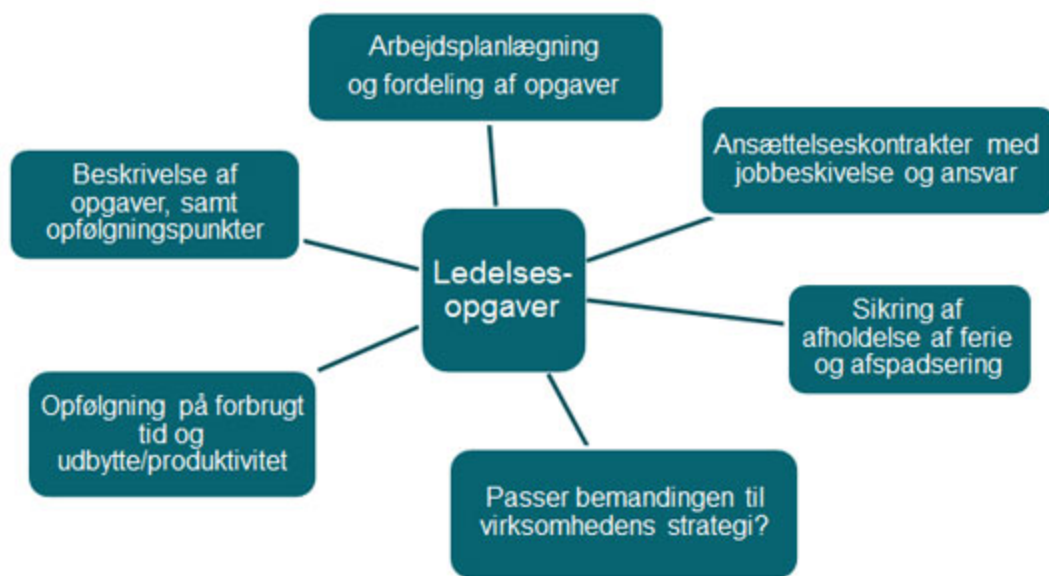 Arbejdsplanlægning
og fordeling af opgaver
Ansættelseskontrakter med
jobbeskivelse og ansvar
Beskrivelse af
opgaver, samt
opfølgningspunkter
Ledelses-
opgaver
Sikring af
afholdelse af ferie
og afspadsering
Opfølgning på forbrugt
tid og
udbytte/produktivitet
Passer bemandingen til
virksomhedens strategi?